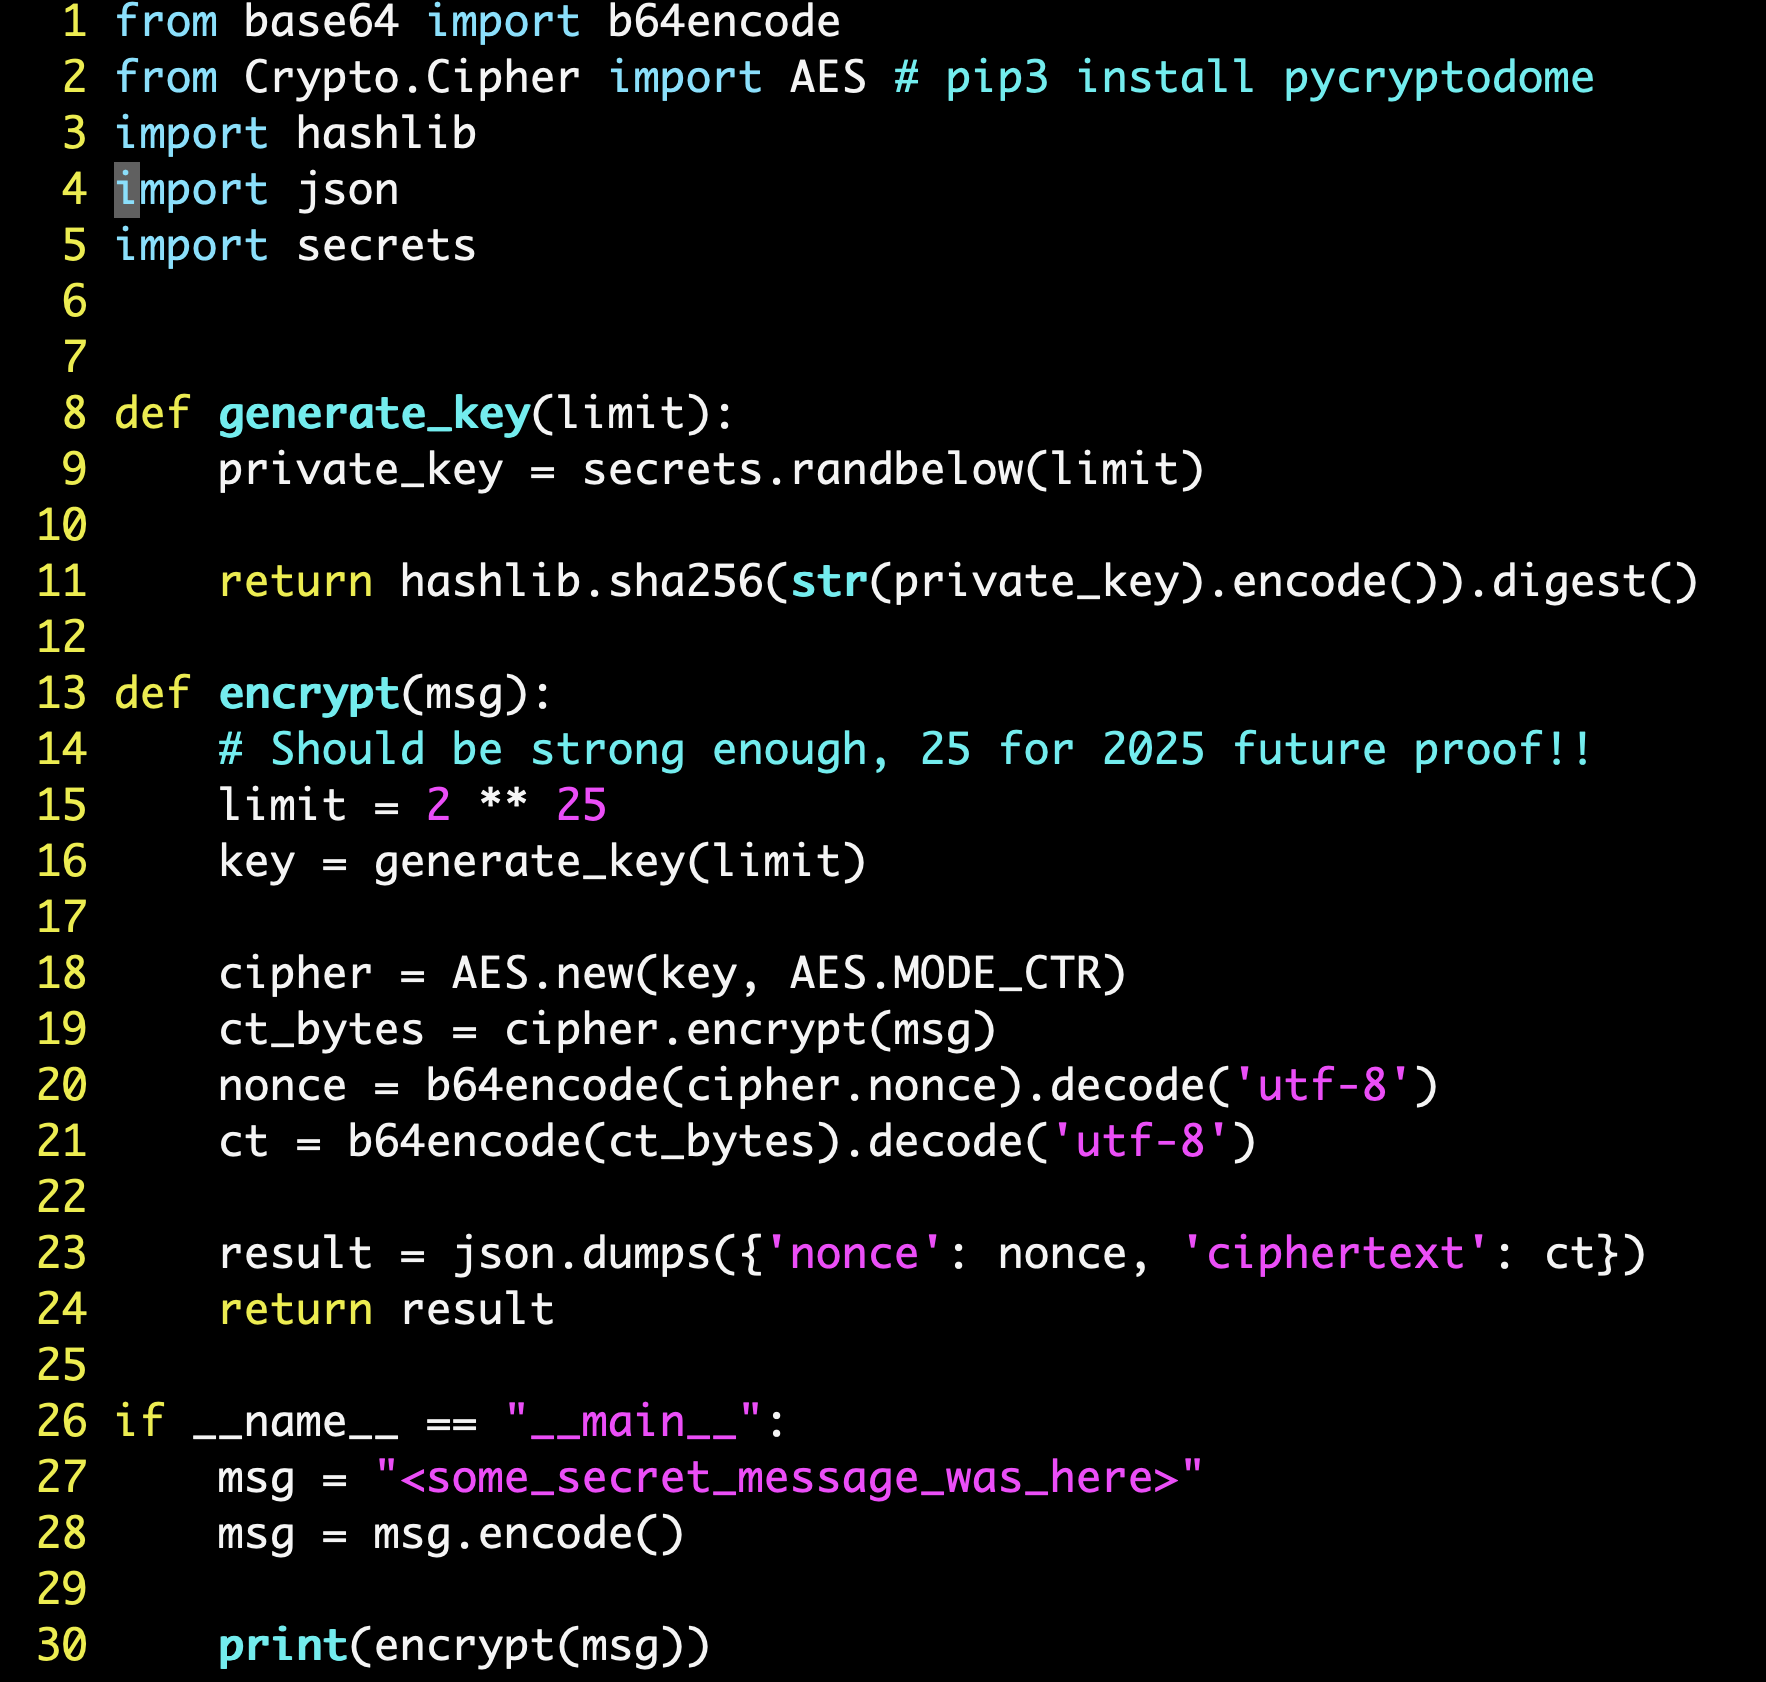 1 from base64 import b64encode
2 from Crypto.Cipher import AES # pip3 install pycryptodome
3 import hashlib
4 import json
5 import secrets
6
7
8 def generate_key(limit):
9     private_key = secrets.randbelow(limit)
10
11     return hashlib.sha256(str(private_key).encode()).digest()
12
13 def encrypt(msg):
14     # Should be strong enough, 25 for 2025 future proof!!
15     limit = 2 ** 25
16     key = generate_key(limit)
17
18     cipher = AES.new(key, AES.MODE_CTR)
19     ct_bytes = cipher.encrypt(msg)
20     nonce = b64encode(cipher.nonce).decode('utf-8')
21     ct = b64encode(ct_bytes).decode('utf-8')
22
23     result = json.dumps({'nonce': nonce, 'ciphertext': ct})
24     return result
25
26 if __name__ == "__main__":
27     msg = "<some_secret_message_was_here>"
28     msg = msg.encode()
29
30     print(encrypt(msg))